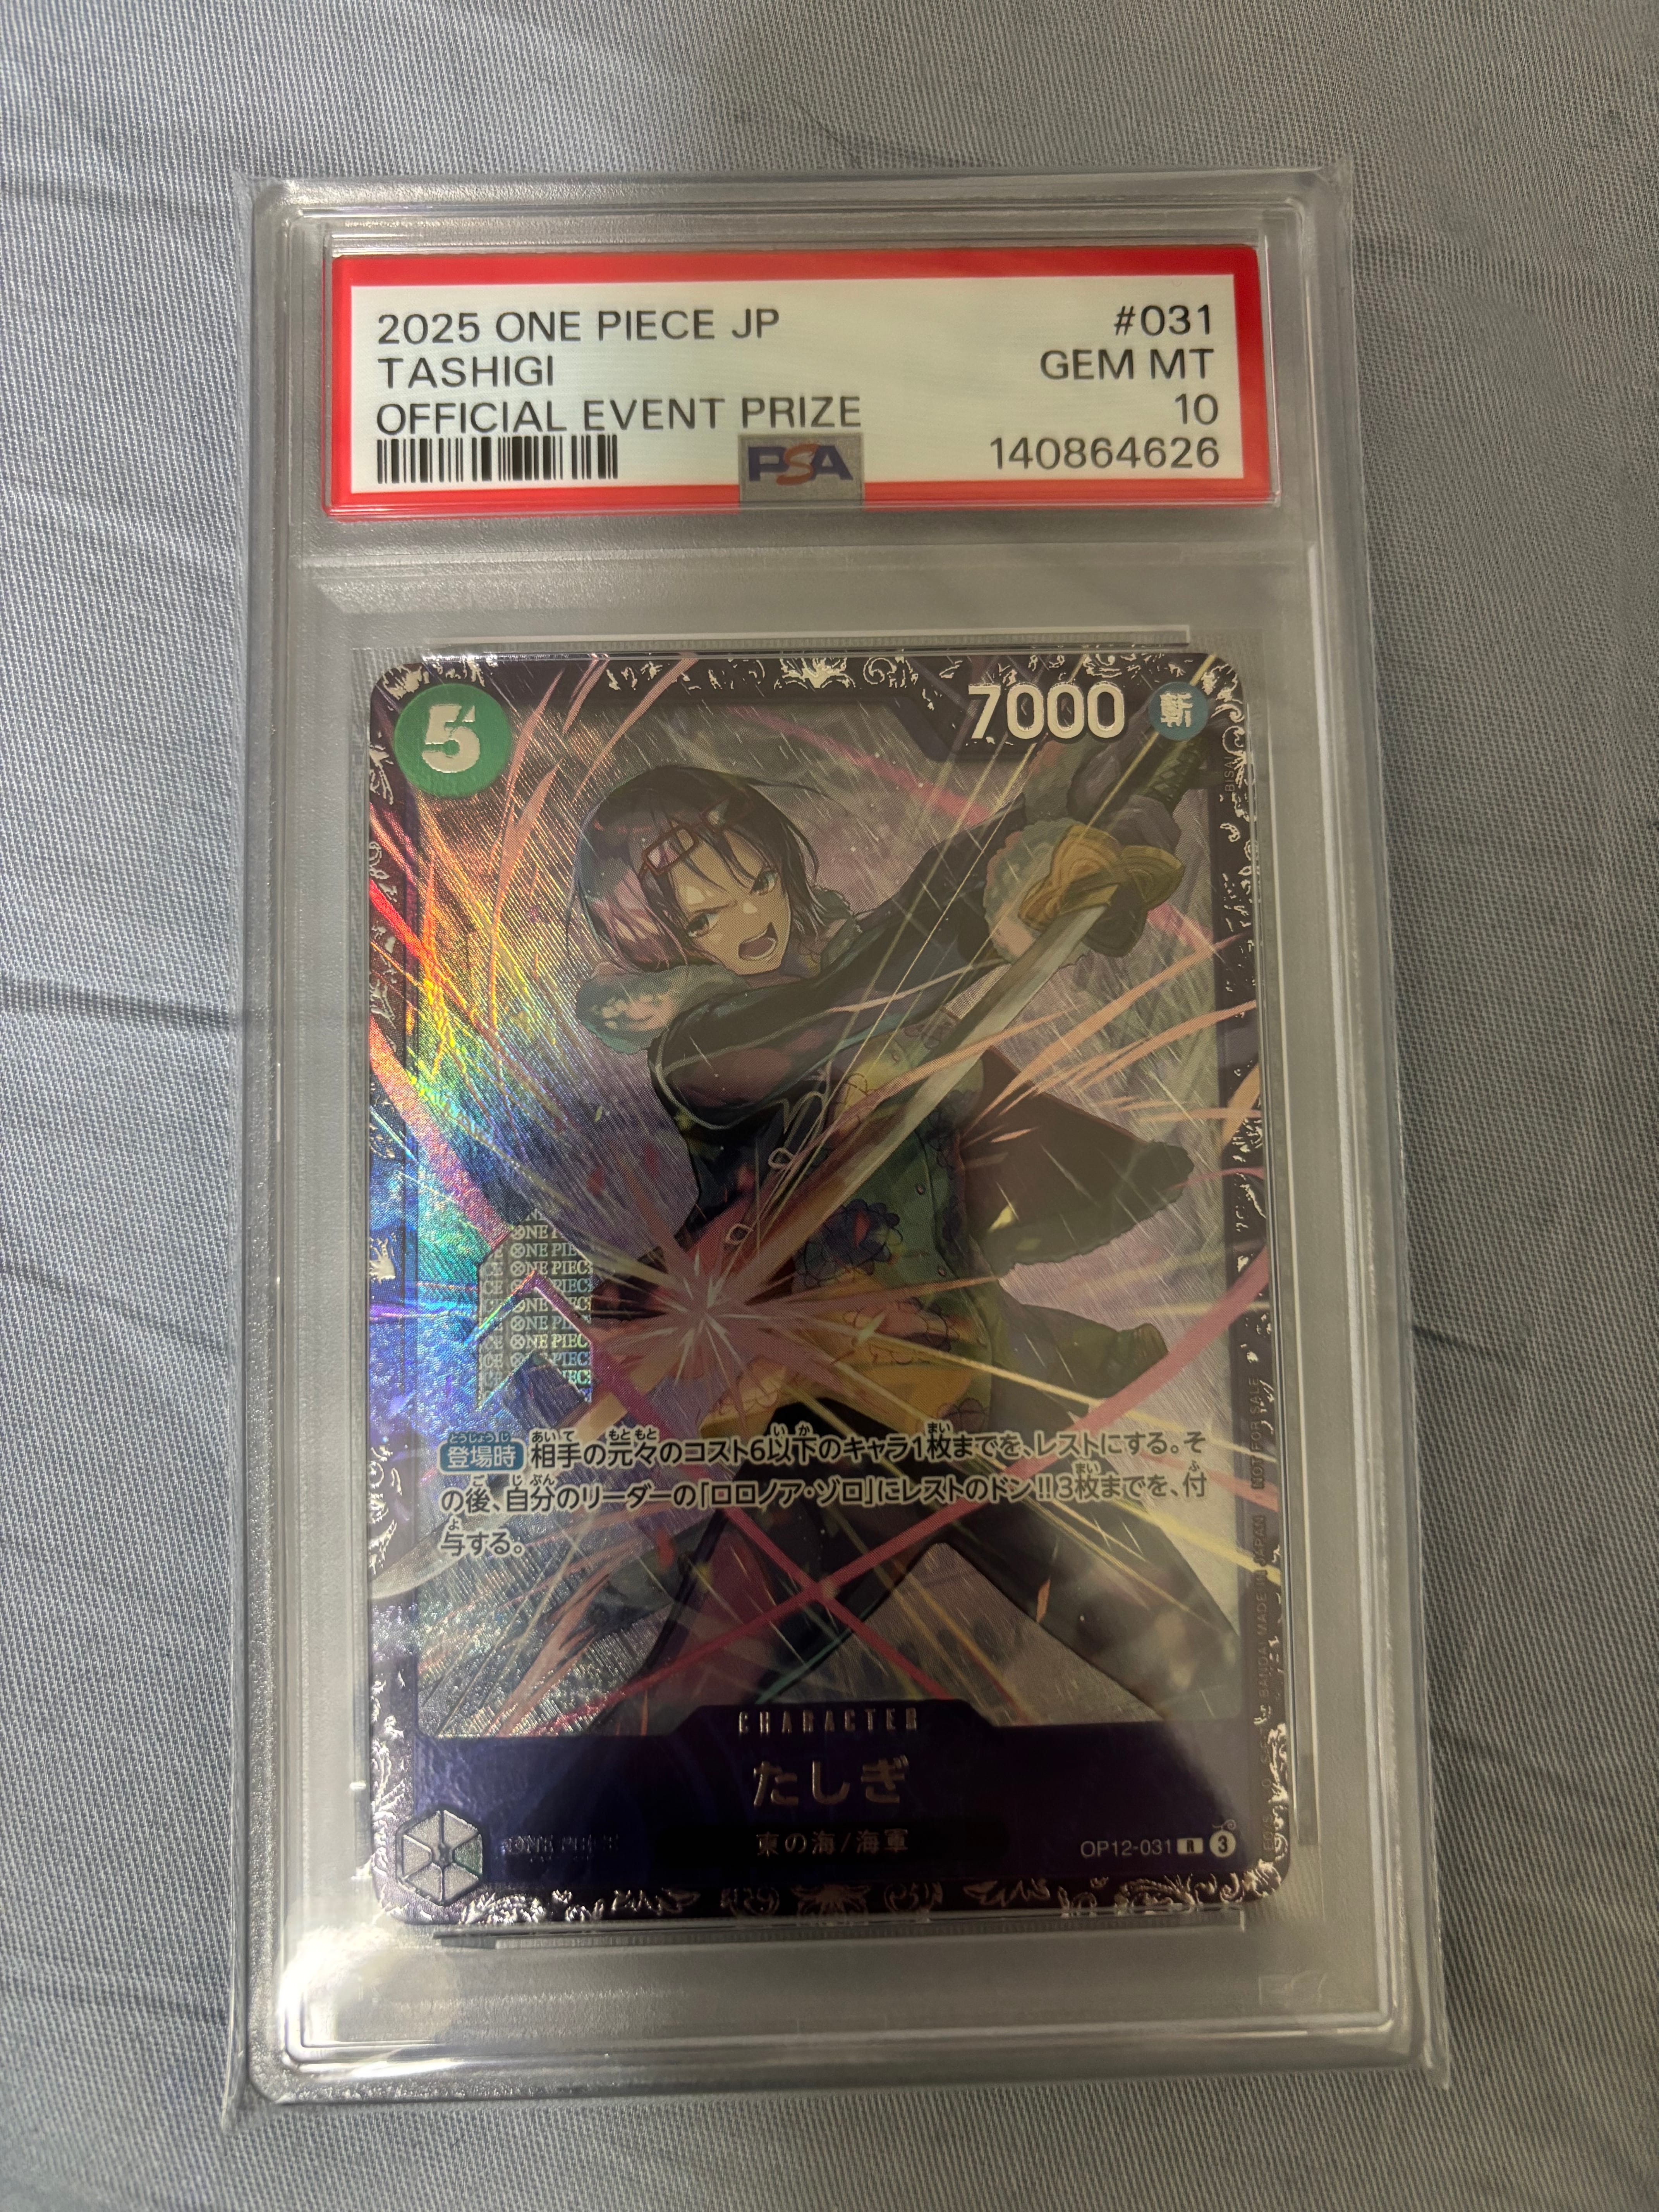 2025 ONE PIECE JP #031
TASHIGI GEM MT
OFFICIAL EVENT PRIZE 10
PSA 140864626
5 7000 斬
登場時 相手の元々のコスト6以下のキャラ1枚までを、レストにする。そ
の後、自分のリーダーの「ロロノア・ゾロ」にレストのドン!!3枚までを、付
与する。
NOT FOR SALE
CHARACTER
たしぎ
東の海/海軍
OP12-031 R 3